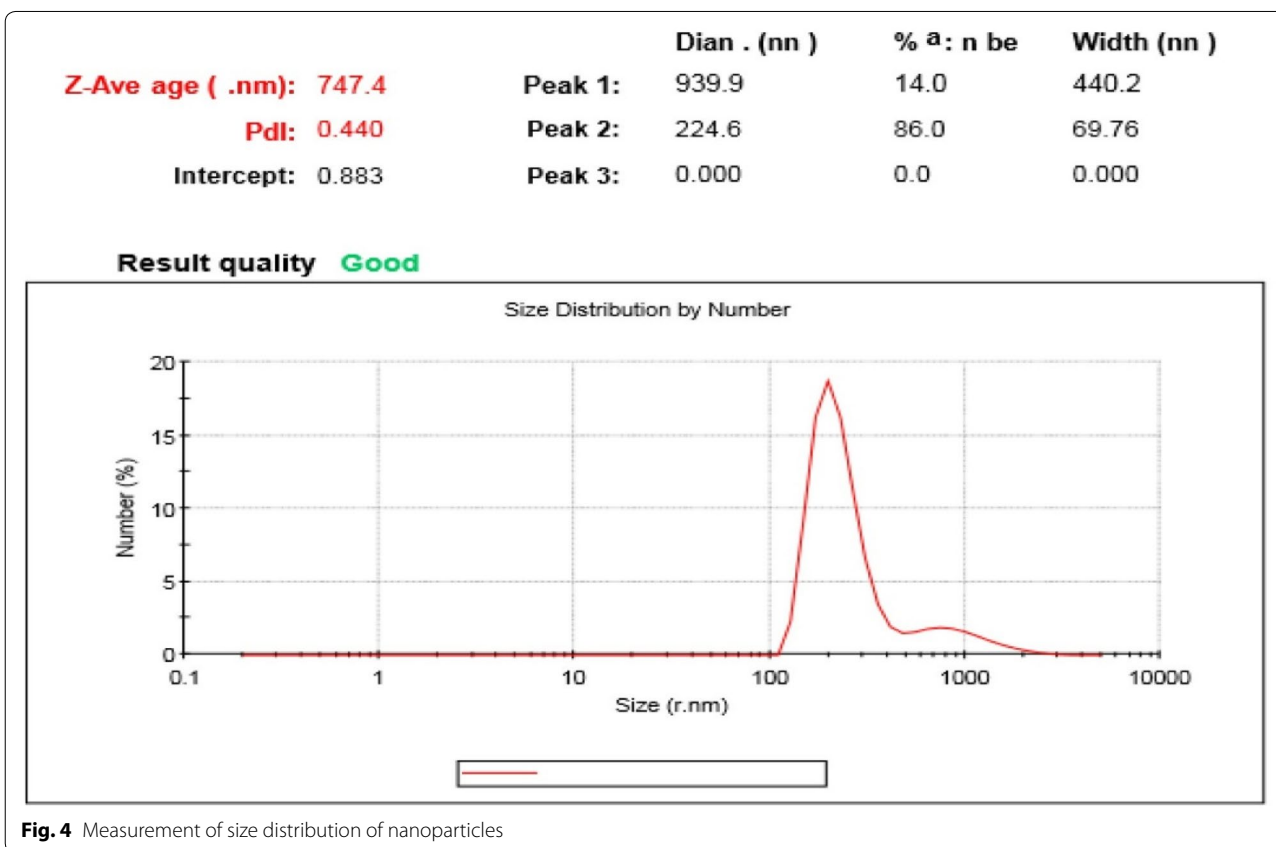 Dian . (nn ) % a: n be Width (nn )
Z-Ave age ( .nm): 747.4 Peak 1: 939.9 14.0 440.2
PdI: 0.440 Peak 2: 224.6 86.0 69.76
Intercept: 0.883 Peak 3: 0.000 0.0 0.000
Result quality Good
Size Distribution by Number
20
15
10
5
0
Number (%)
0.1 1 10 100 1000 10000
Size (r.nm)
Fig. 4 Measurement of size distribution of nanoparticles